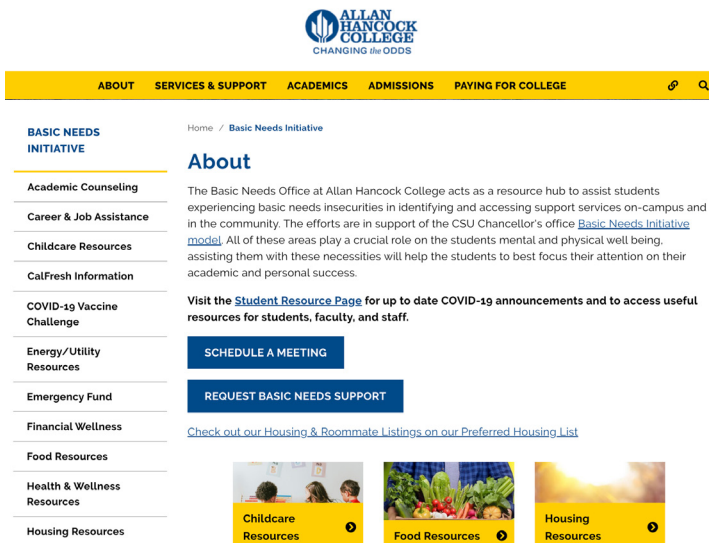 ALLAN
HANCOCK
COLLEGE
CHANGING the ODDS
ABOUT SERVICES & SUPPORT ACADEMICS ADMISSIONS PAYING FOR COLLEGE
BASIC NEEDS
INITIATIVE
Academic Counseling
Career & Job Assistance
Childcare Resources
CalFresh Information
COVID-19 Vaccine
Challenge
Energy/Utility
Resources
Emergency Fund
Financial Wellness
Food Resources
Health & Wellness
Resources
Housing Resources
Home / Basic Needs Initiative
About
The Basic Needs Office at Allan Hancock College acts as a resource hub to assist students
experiencing basic needs insecurities in identifying and accessing support services on-campus and
in the community. The efforts are in support of the CSU Chancellor's office Basic Needs Initiative
model. All of these areas play a crucial role on the students mental and physical well being,
assisting them with these necessities will help the students to best focus their attention on their
academic and personal success.
Visit the Student Resource Page for up to date COVID-19 announcements and to access useful
resources for students, faculty, and staff.
SCHEDULE A MEETING
REQUEST BASIC NEEDS SUPPORT
Check out our Housing & Roommate Listings on our Preferred Housing List
Childcare
Resources
Food Resources
Housing
Resources